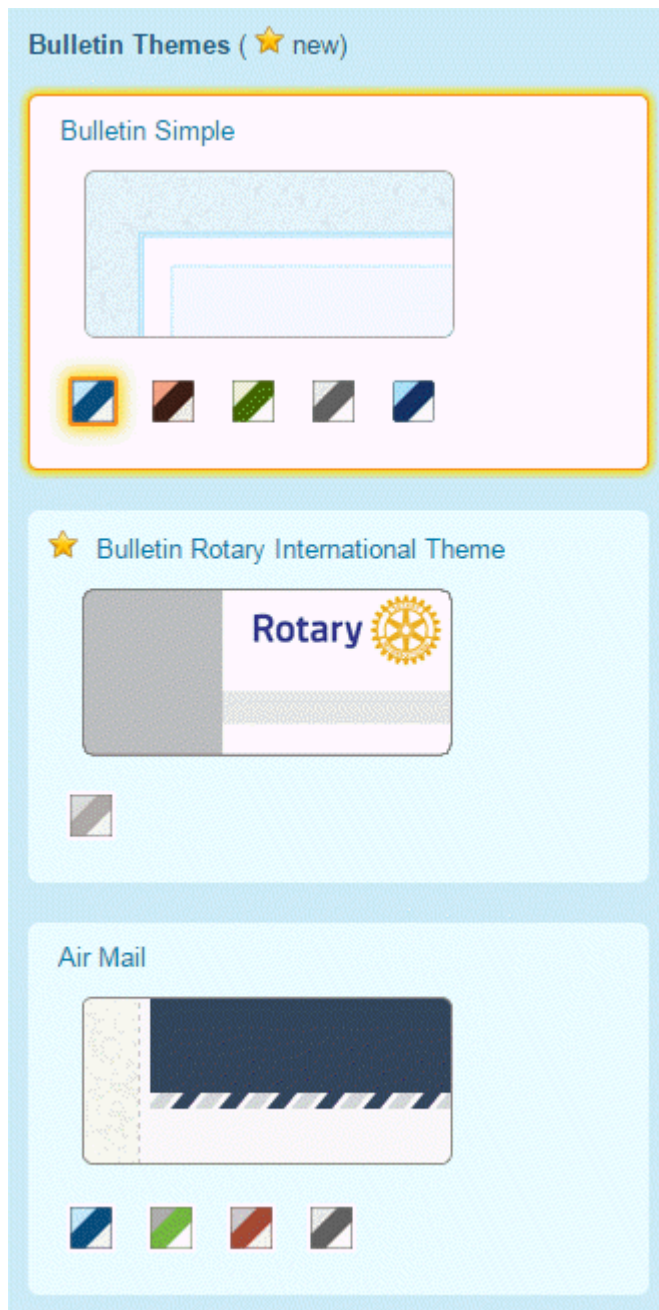 Bulletin Themes ( new)
Bulletin Simple
Bulletin Rotary International Theme
Rotary
Air Mail